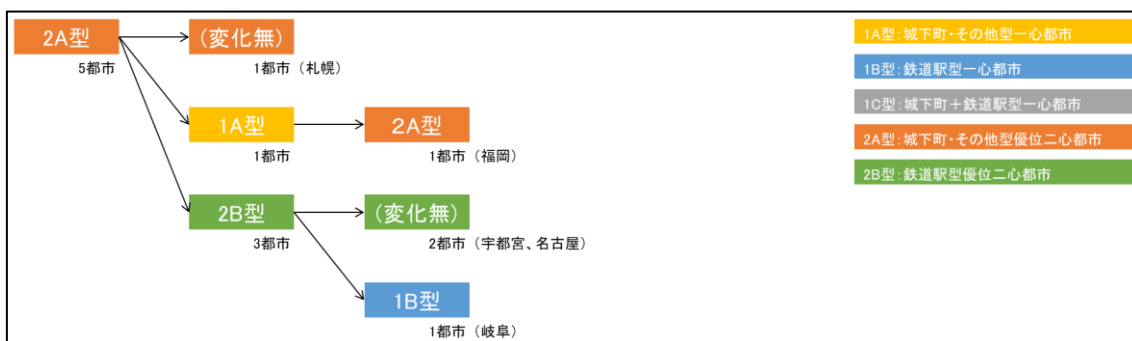 2A型
5都市
(変化無)
1都市（札幌）
1A型
1都市
2A型
1都市（福岡）
2B型
3都市
(変化無)
2都市（宇都宮、名古屋）
1B型
1都市（岐阜）
1A型:城下町・その他型一心都市
1B型:鉄道駅型一心都市
1C型:城下町＋鉄道駅型一心都市
2A型:城下町・その他型優位二心都市
2B型:鉄道駅型優位二心都市